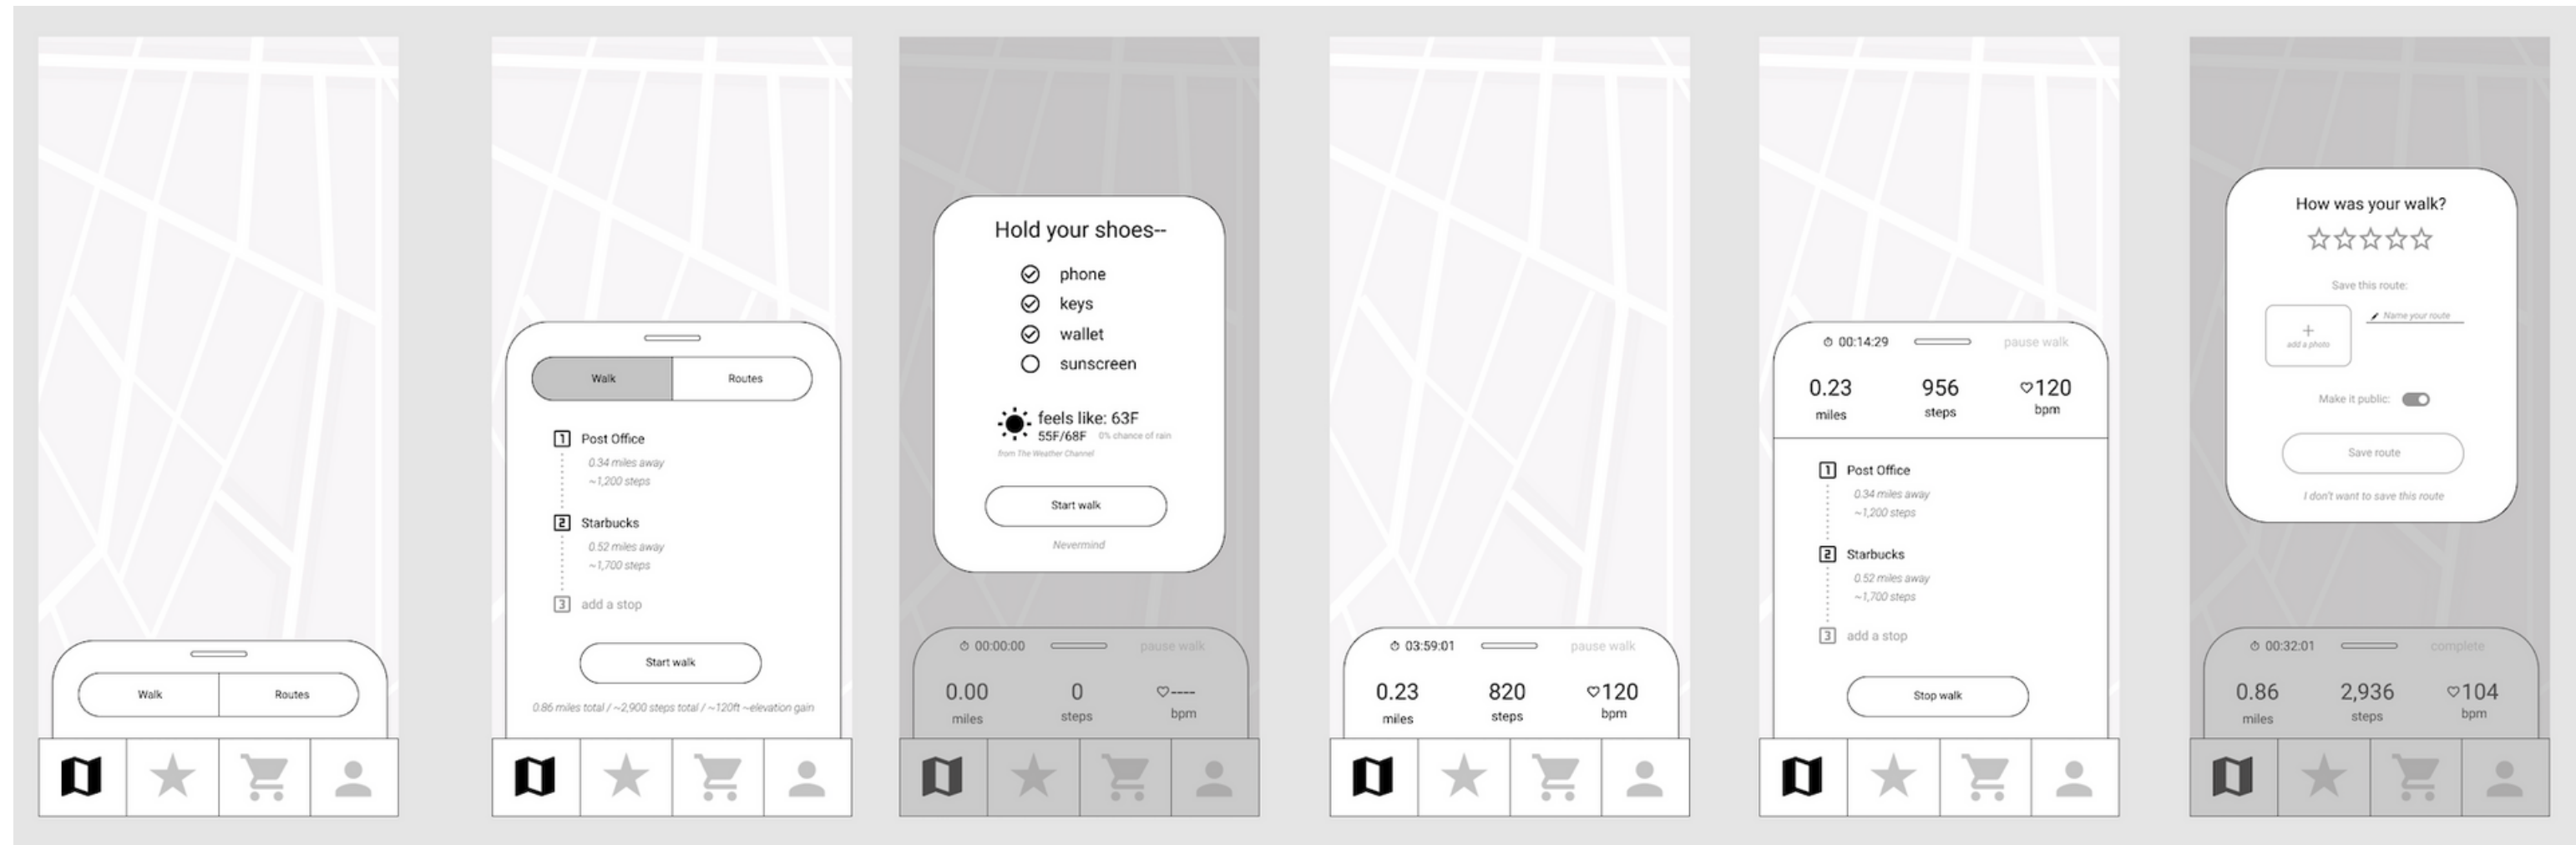 Walk
Routes
Walk
Routes
1 Post Office
0.34 miles away
~1,200 steps
2 Starbucks
0.52 miles away
~1,700 steps
3 add a stop
Start walk
0.86 miles total / ~2,900 steps total / ~120ft ~elevation gain
Hold your shoes--
phone
keys
wallet
sunscreen
feels like: 63F
55F/68F 0% chance of rain
from The Weather Channel
Start walk
Nevermind
00:00:00 pause walk
0.00 0 ----
miles steps bpm
03:59:01 pause walk
0.23 820 120
miles steps bpm
00:14:29 pause walk
0.23 956 120
miles steps bpm
1 Post Office
0.34 miles away
~1,200 steps
2 Starbucks
0.52 miles away
~1,700 steps
3 add a stop
Stop walk
How was your walk?
Save this route:
+
add a photo
Name your route
Make it public:
Save route
I don't want to save this route
00:32:01 complete
0.86 2,936 104
miles steps bpm